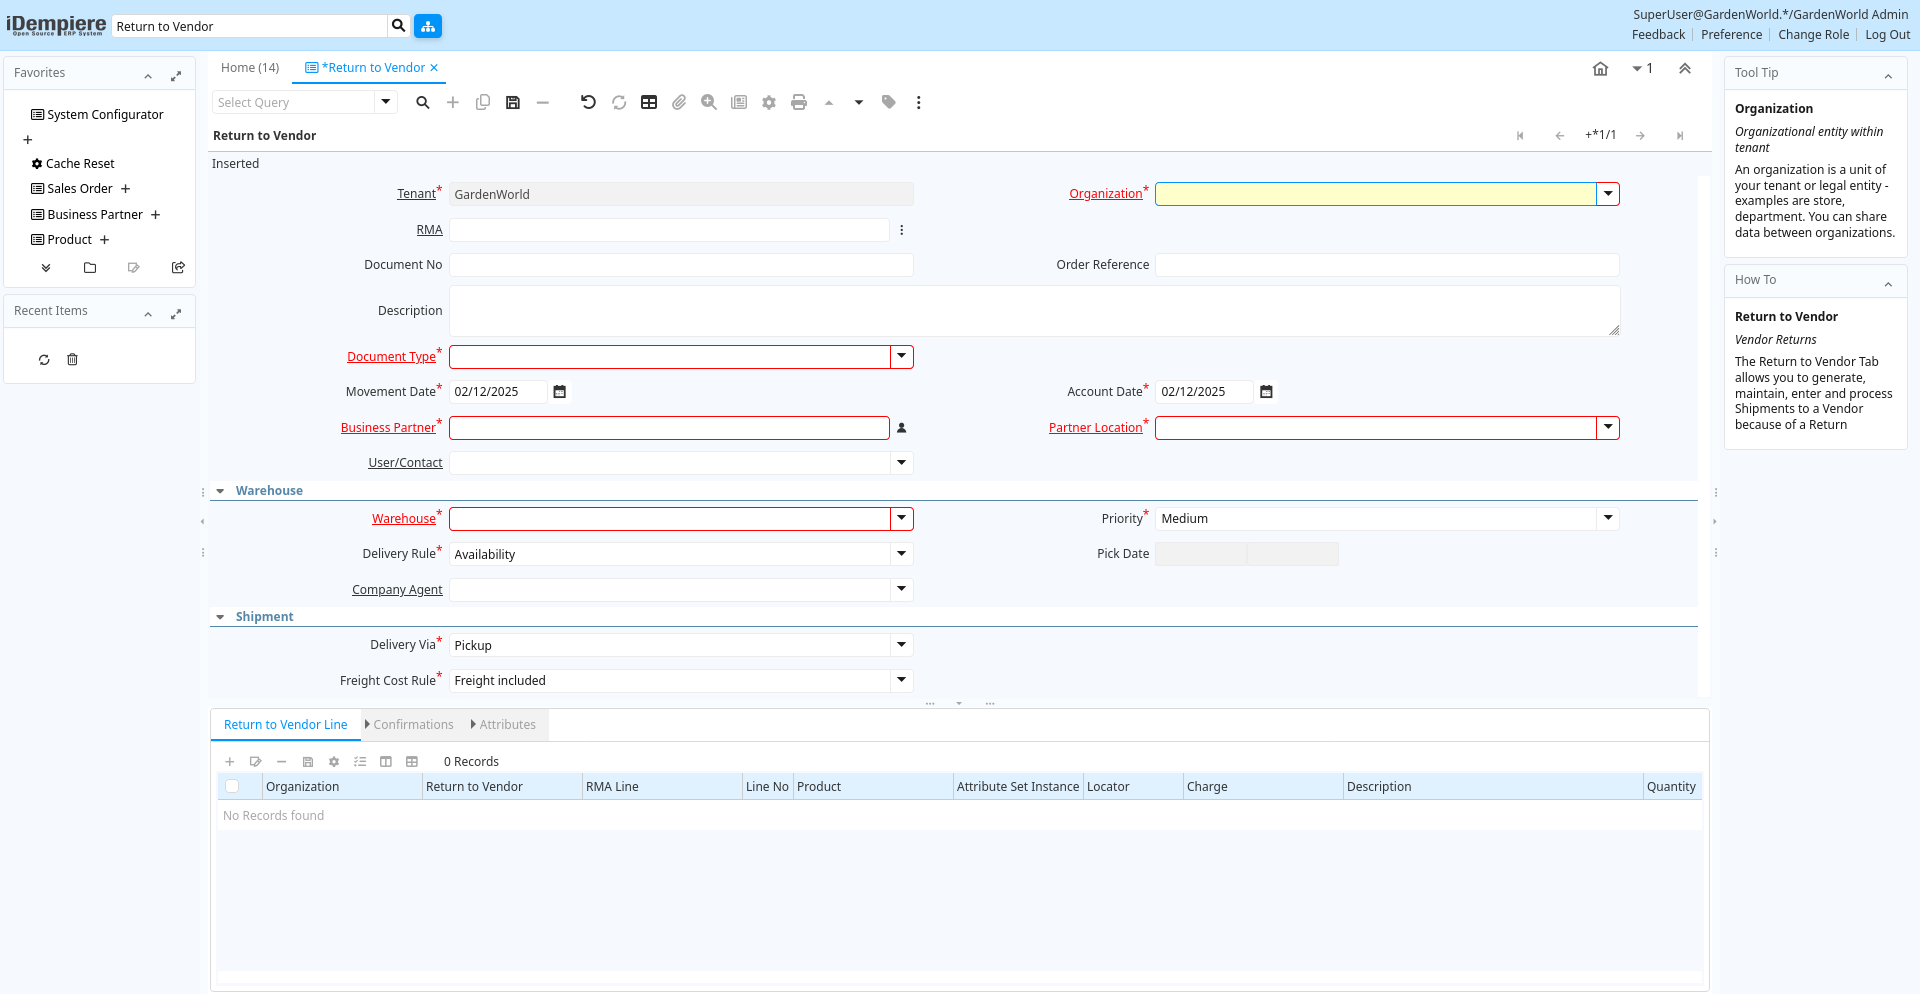 iDempiere
Open Source ERP System
Return to Vendor
SuperUser@GardenWorld.*/GardenWorld Admin
Feedback
Preference
Change Role
Log Out
Favorites
System Configurator
Cache Reset
Sales Order
Business Partner
Product
Recent Items
Home (14)
*Return to Vendor
1
Select Query
Return to Vendor
+*1/1
Inserted
Tenant* GardenWorld
Organization*
RMA
Document No
Order Reference
Description
Document Type*
Movement Date* 02/12/2025
Account Date* 02/12/2025
Business Partner*
Partner Location*
User/Contact
Warehouse
Warehouse*
Priority* Medium
Delivery Rule* Availability
Pick Date
Company Agent
Shipment
Delivery Via* Pickup
Freight Cost Rule* Freight included
Return to Vendor Line
Confirmations
Attributes
0 Records
Organization
Return to Vendor
RMA Line
Line No
Product
Attribute Set Instance
Locator
Charge
Description
Quantity
No Records found
Tool Tip
Organization
Organizational entity within
tenant
An organization is a unit of
your tenant or legal entity -
examples are store,
department. You can share
data between organizations.
How To
Return to Vendor
Vendor Returns
The Return to Vendor Tab
allows you to generate,
maintain, enter and process
Shipments to a Vendor
because of a Return